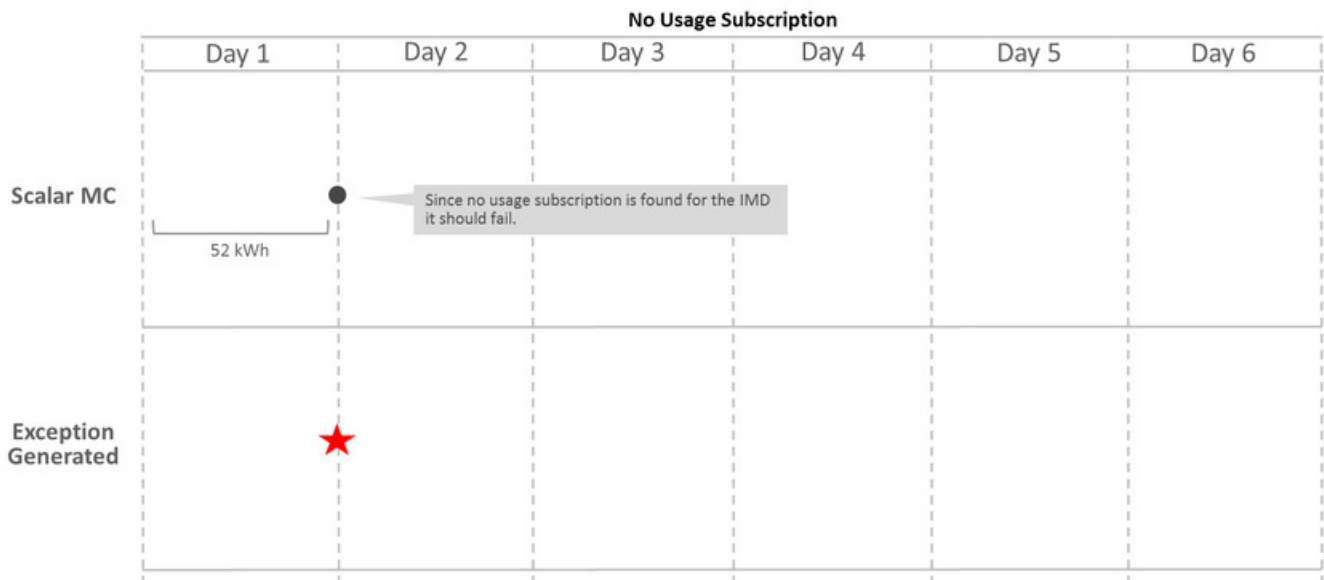 No Usage Subscription
Day 1 Day 2 Day 3 Day 4 Day 5 Day 6
Scalar MC
Since no usage subscription is found for the IMD
it should fail.
52 kWh
Exception
Generated